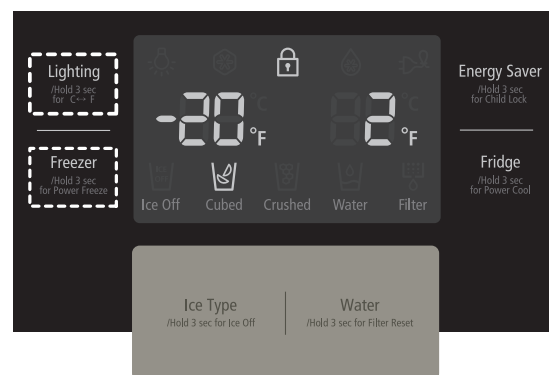 Lighting
/Hold 3 sec
for C↔F
Freezer
/Hold 3 sec
for Power Freeze
-20 °F
2 °F
Ice Off Cubed Crushed Water Filter
Energy Saver
/Hold 3 sec
for Child Lock
Fridge
/Hold 3 sec
for Power Cool
Ice Type
/Hold 3 sec for Ice Off
Water
/Hold 3 sec for Filter Reset